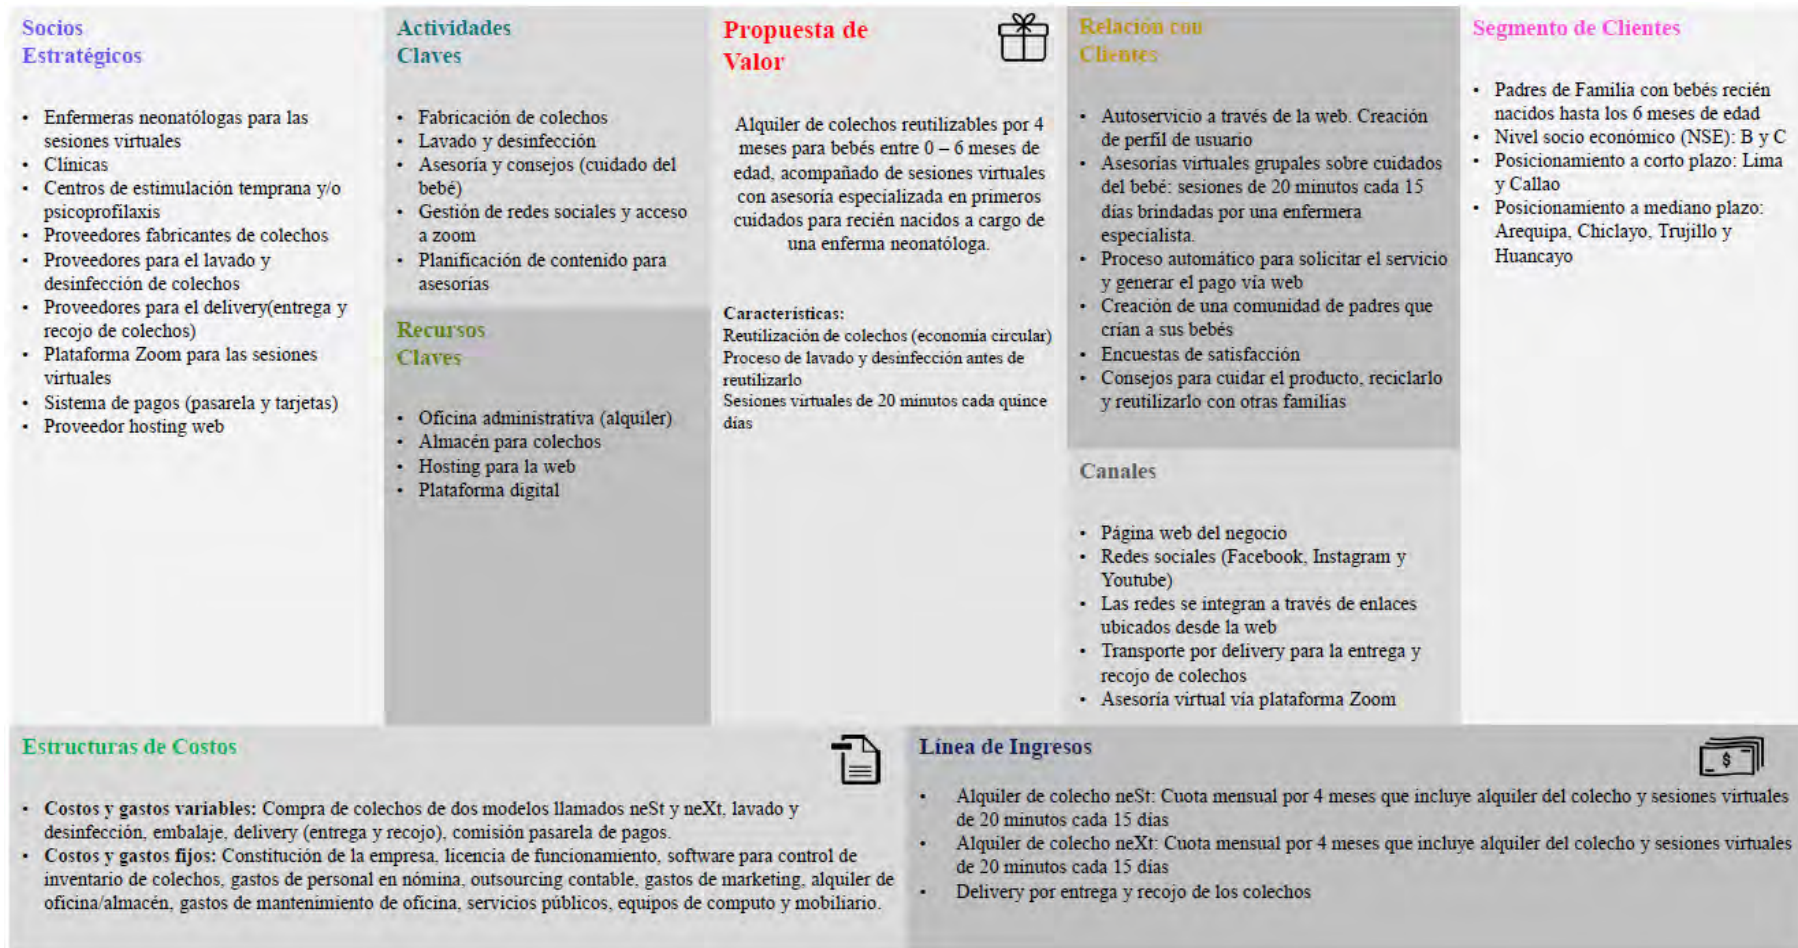 Socios
Estratégicos
• Enfermeras neonatólogas para las
sesiones virtuales
• Clínicas
• Centros de estimulación temprana y/o
psicoprofilaxis
• Proveedores fabricantes de colechos
• Proveedores para el lavado y
desinfección de colechos
• Proveedores para el delivery(entrega y
recojo de colechos)
• Plataforma Zoom para las sesiones
virtuales
• Sistema de pagos (pasarela y tarjetas)
• Proveedor hosting web
Actividades
Claves
• Fabricación de colechos
• Lavado y desinfección
• Asesoría y consejos (cuidado del
bebé)
• Gestión de redes sociales y acceso
a zoom
• Planificación de contenido para
asesorías
Recursos
Claves
• Oficina administrativa (alquiler)
• Almacén para colechos
• Hosting para la web
• Plataforma digital
Propuesta de
Valor
Alquiler de colechos reutilizables por 4
meses para bebés entre 0 – 6 meses de
edad, acompañado de sesiones virtuales
con asesoría especializada en primeros
cuidados para recién nacidos a cargo de
una enferma neonatóloga.
Características:
Reutilización de colechos (economía circular)
Proceso de lavado y desinfección antes de
reutilizarlo
Sesiones virtuales de 20 minutos cada quince
días
Relación con
Clientes
• Autoservicio a través de la web. Creación
de perfil de usuario
• Asesorías virtuales grupales sobre cuidados
del bebé: sesiones de 20 minutos cada 15
días brindadas por una enfermera
especialista.
• Proceso automático para solicitar el servicio
y generar el pago vía web
• Creación de una comunidad de padres que
crían a sus bebés
• Encuestas de satisfacción
• Consejos para cuidar el producto, reciclarlo
y reutilizarlo con otras familias
Canales
• Página web del negocio
• Redes sociales (Facebook, Instagram y
Youtube)
• Las redes se integran a través de enlaces
ubicados desde la web
• Transporte por delivery para la entrega y
recojo de colechos
• Asesoría virtual vía plataforma Zoom
Segmento de Clientes
• Padres de Familia con bebés recién
nacidos hasta los 6 meses de edad
• Nivel socio económico (NSE): B y C
• Posicionamiento a corto plazo: Lima
y Callao
• Posicionamiento a mediano plazo:
Arequipa, Chiclayo, Trujillo y
Huancayo
Estructuras de Costos
• Costos y gastos variables: Compra de colechos de dos modelos llamados neSt y neXt, lavado y
desinfección, embalaje, delivery (entrega y recojo), comisión pasarela de pagos.
• Costos y gastos fijos: Constitución de la empresa, licencia de funcionamiento, software para control de
inventario de colechos, gastos de personal en nómina, outsourcing contable, gastos de marketing, alquiler de
oficina/almacén, gastos de mantenimiento de oficina, servicios públicos, equipos de computo y mobiliario.
Línea de Ingresos
$
• Alquiler de colecho neSt: Cuota mensual por 4 meses que incluye alquiler del colecho y sesiones virtuales
de 20 minutos cada 15 días
• Alquiler de colecho neXt: Cuota mensual por 4 meses que incluye alquiler del colecho y sesiones virtuales
de 20 minutos cada 15 días
• Delivery por entrega y recojo de los colechos